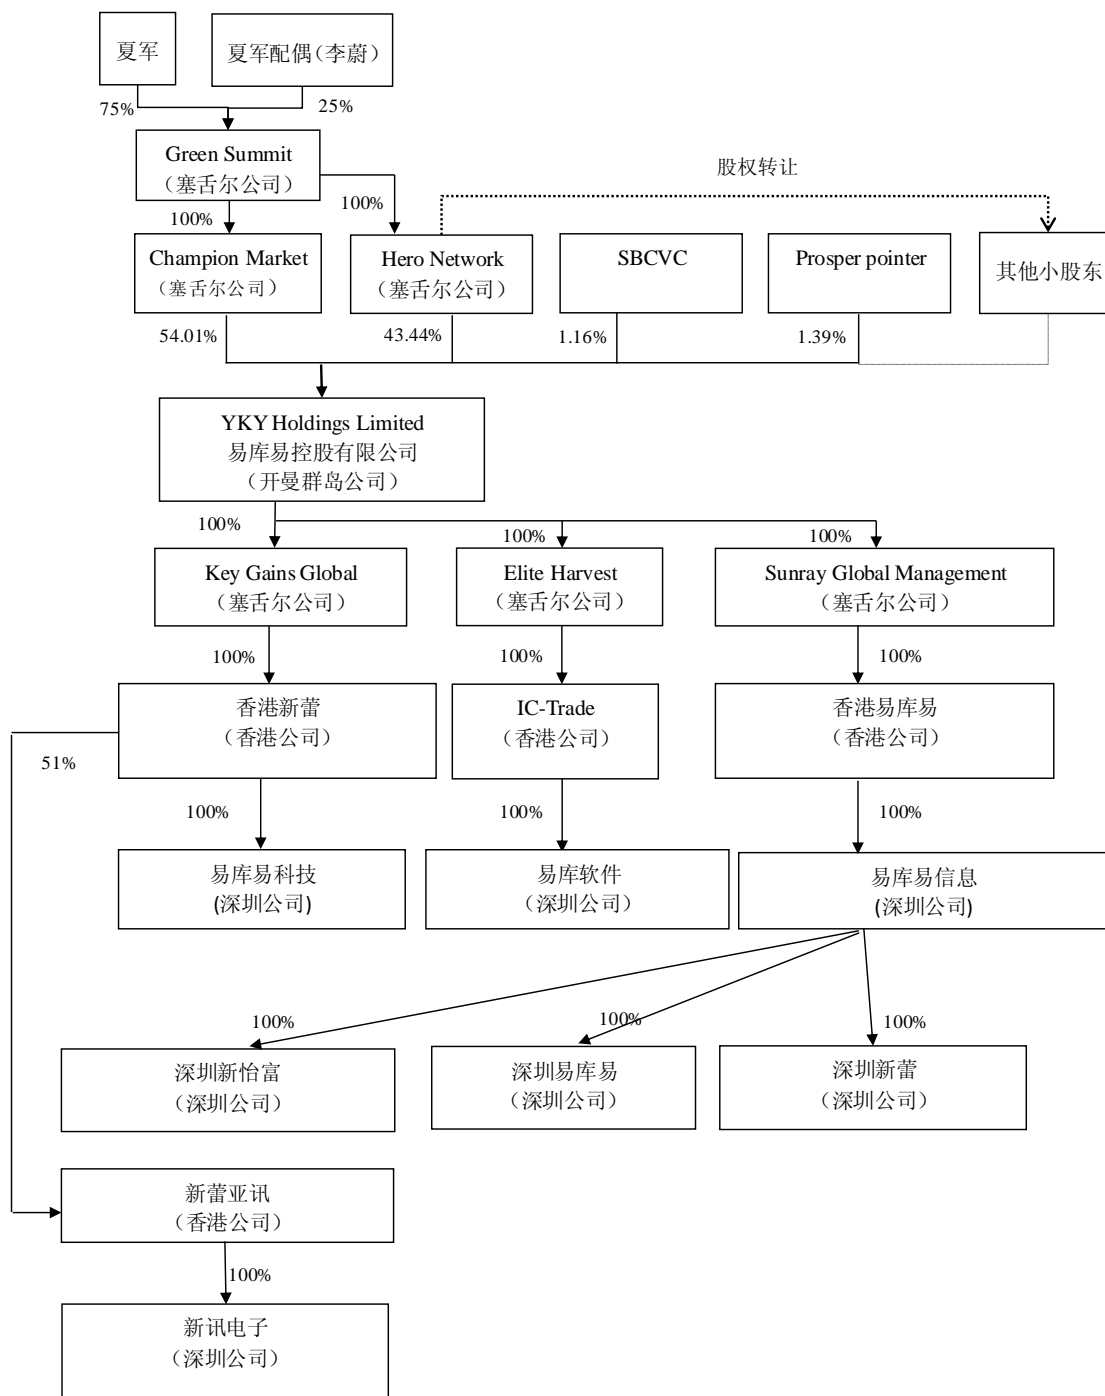 夏军
夏军配偶（李蔚）
75%
25%
Green Summit
（塞舌尔公司）
股权转让
100%
100%
Champion Market
（塞舌尔公司）
Hero Network
（塞舌尔公司）
SBCVC
Prosper pointer
其他小股东
54.01%
43.44%
1.16%
1.39%
YKY Holdings Limited
易库易控股有限公司
（开曼群岛公司）
100%
100%
100%
Key Gains Global
（塞舌尔公司）
Elite Harvest
（塞舌尔公司）
Sunray Global Management
（塞舌尔公司）
100%
100%
100%
香港新蕾
（香港公司）
IC-Trade
（香港公司）
香港易库易
（香港公司）
51%
100%
100%
100%
易库易科技
(深圳公司)
易库软件
（深圳公司）
易库易信息
(深圳公司)
100%
100%
100%
深圳新怡富
（深圳公司）
深圳易库易
（深圳公司）
深圳新蕾
（深圳公司）
新蕾亚讯
（香港公司）
100%
新讯电子
（深圳公司）